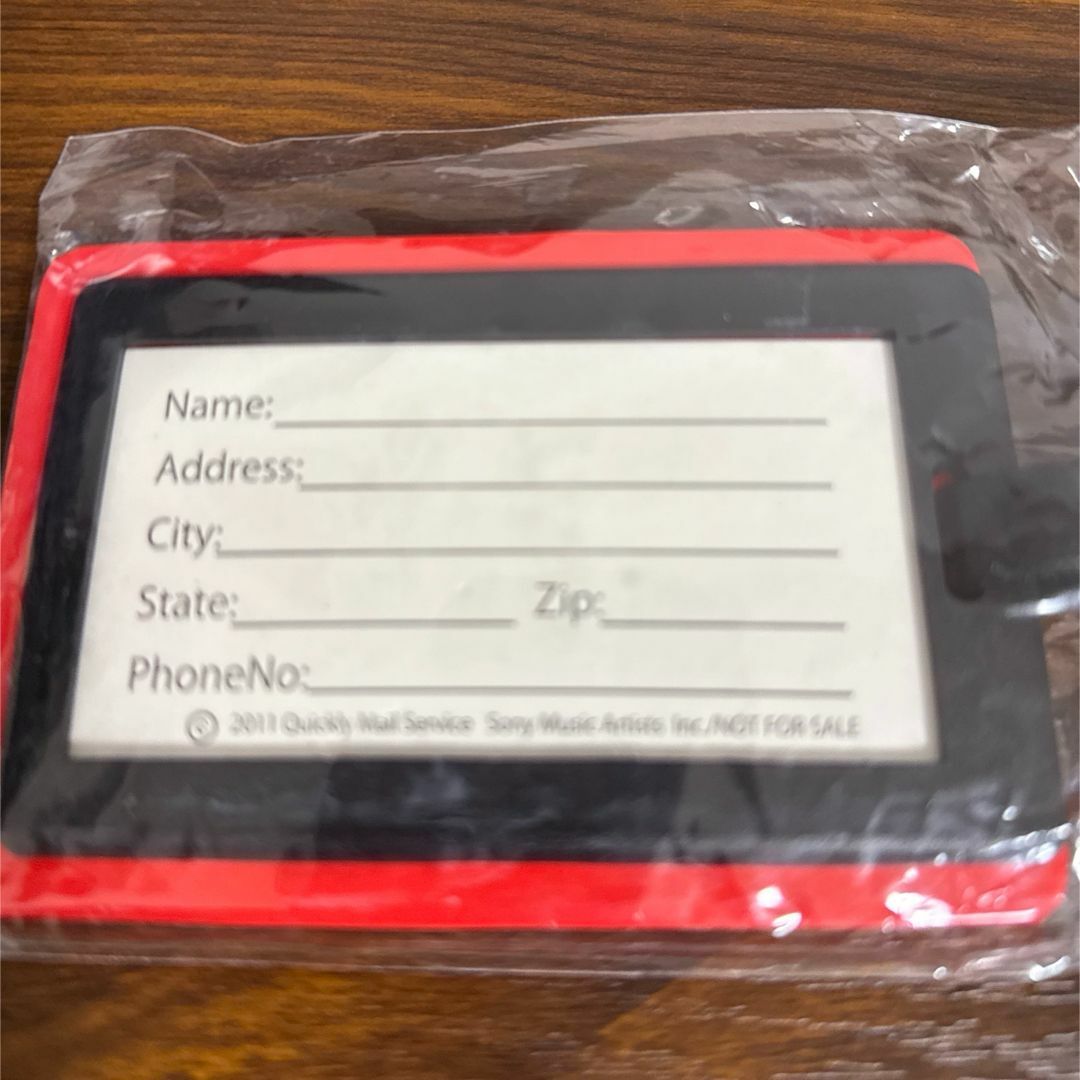 Name:
Address:
City:
State: Zip:
PhoneNo:
© 2011 Quickly Mail Service Sony Music Artists Inc./NOT FOR SALE